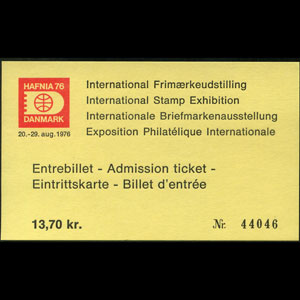 HAFNIA 76
DANMARK
20.-29. aug. 1976
International Frimærkeudstilling
International Stamp Exhibition
Internationale Briefmarkenausstellung
Exposition Philatélique Internationale
Entrebillet - Admission ticket -
Eintrittskarte - Billet d'entrée
13,70 kr.
Nr. 44046